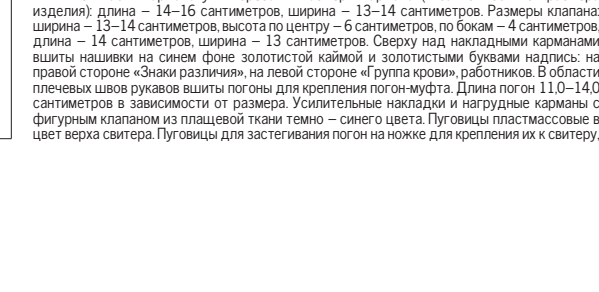 изделия): длина – 14–16 сантиметров, ширина – 13–14 сантиметров. Размеры клапана:
ширина – 13–14 сантиметров, высота по центру – 6 сантиметров, по бокам – 4 сантиметров,
длина – 14 сантиметров, ширина – 13 сантиметров. Сверху над накладными карманами
вшиты нашивки на синем фоне золотистой каймой и золотистыми буквами надпись: на
правой стороне «Знаки различия», на левой стороне «Группа крови», работников. В области
плечевых швов рукавов вшиты погоны для крепления погон-муфта. Длина погон 11,0–14,0
сантиметров в зависимости от размера. Усилительные накладки и нагрудные карманы с
фигурным клапаном из плащевой ткани темно – синего цвета. Пуговицы пластмассовые в
цвет верха свитера. Пуговицы для застегивания погон на ножке для крепления их к свитеру,